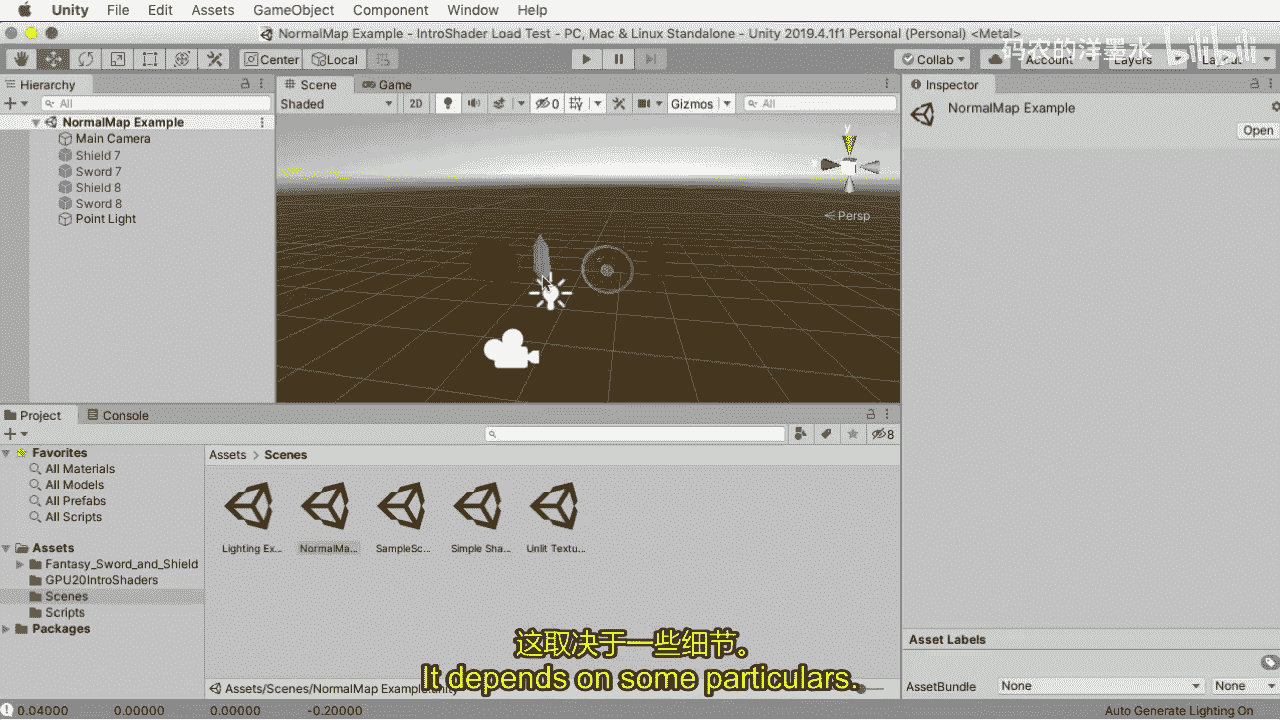 Unity File Edit Assets GameObject Component Window Help
NormalMap Example - IntroShader Load Test - PC, Mac & Linux Standalone - Unity 2019.4.1f1 Personal (Personal) <Metal>
Center Local Collab Account Layers
码农的洋墨水 bilibili
Hierarchy
Scene Game
Inspector
All
Shaded 2D 0 Gizmos All
NormalMap Example
Open
NormalMap Example
Main Camera
Shield 7
Sword 7
Shield 8
Sword 8
Point Light
y
Persp
Project Console
8
Favorites
All Materials
All Models
All Prefabs
All Scripts
Assets
Fantasy_Sword_and_Shield
GPU20IntroShaders
Scenes
Scripts
Packages
Assets > Scenes
Lighting Ex... NormalMa... SampleSc... Simple Sha... Unlit Textu...
Assets/Scenes/NormalMap Example.unity
这取决于一些细节。
It depends on some particulars.
Asset Labels
AssetBundle None None
0.04000 0.00000 0.00000 -0.20000
Auto Generate Lighting On